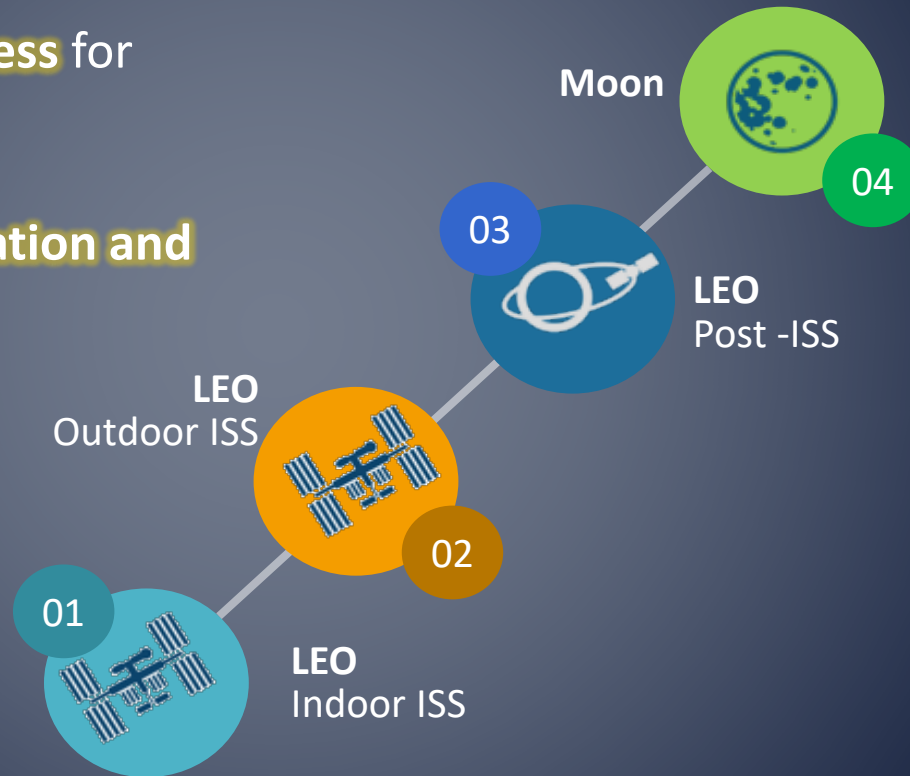 ess for
Moon
04
ation and
03
LEO
Post -ISS
LEO
Outdoor ISS
02
01
LEO
Indoor ISS